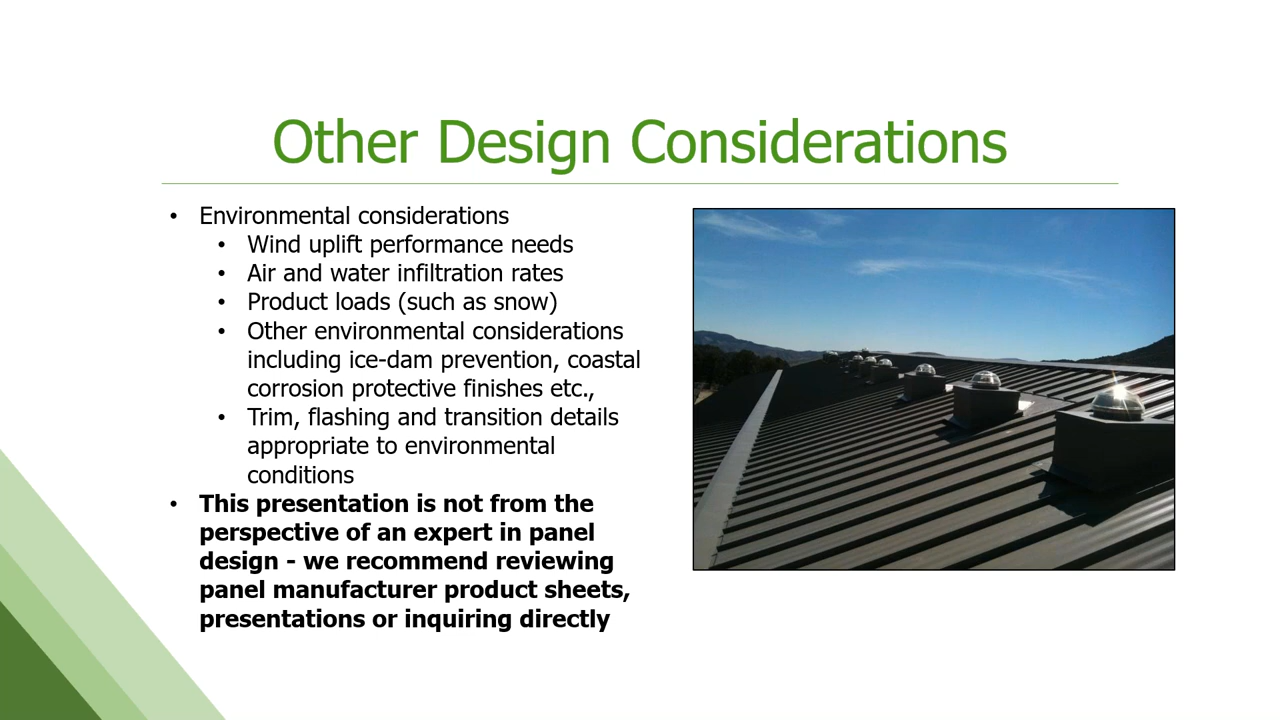 Other Design Considerations
• Environmental considerations
• Wind uplift performance needs
• Air and water infiltration rates
• Product loads (such as snow)
• Other environmental considerations
including ice-dam prevention, coastal
corrosion protective finishes etc.,
• Trim, flashing and transition details
appropriate to environmental
conditions
• This presentation is not from the
perspective of an expert in panel
design - we recommend reviewing
panel manufacturer product sheets,
presentations or inquiring directly